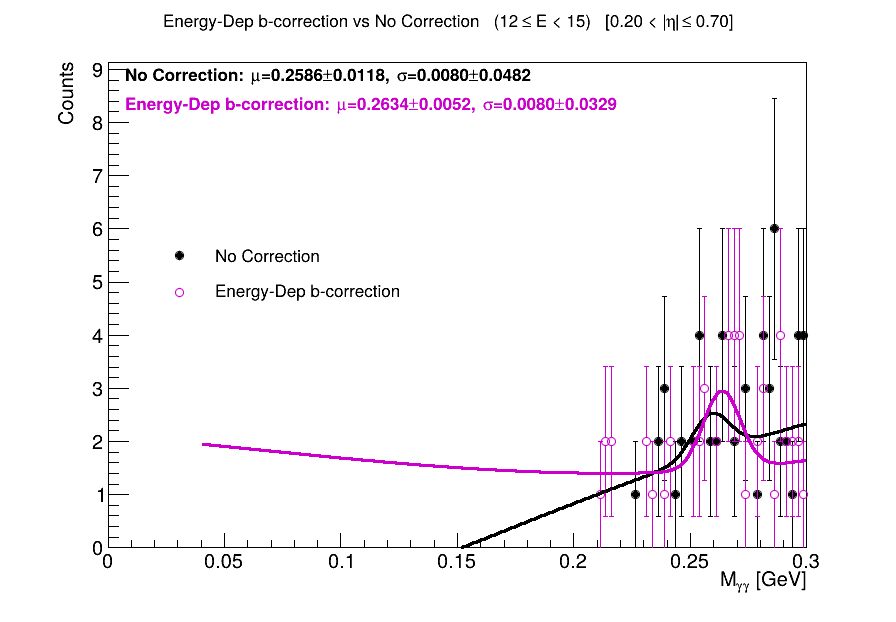 Energy-Dep b-correction vs No Correction (12 ≤ E < 15) [0.20 < |η| ≤ 0.70]
Counts
No Correction: μ=0.2586±0.0118, σ=0.0080±0.0482
Energy-Dep b-correction: μ=0.2634±0.0052, σ=0.0080±0.0329
No Correction
Energy-Dep b-correction
9
8
7
6
5
4
3
2
1
0
0 0.05 0.1 0.15 0.2 0.25 0.3
Mγγ [GeV]